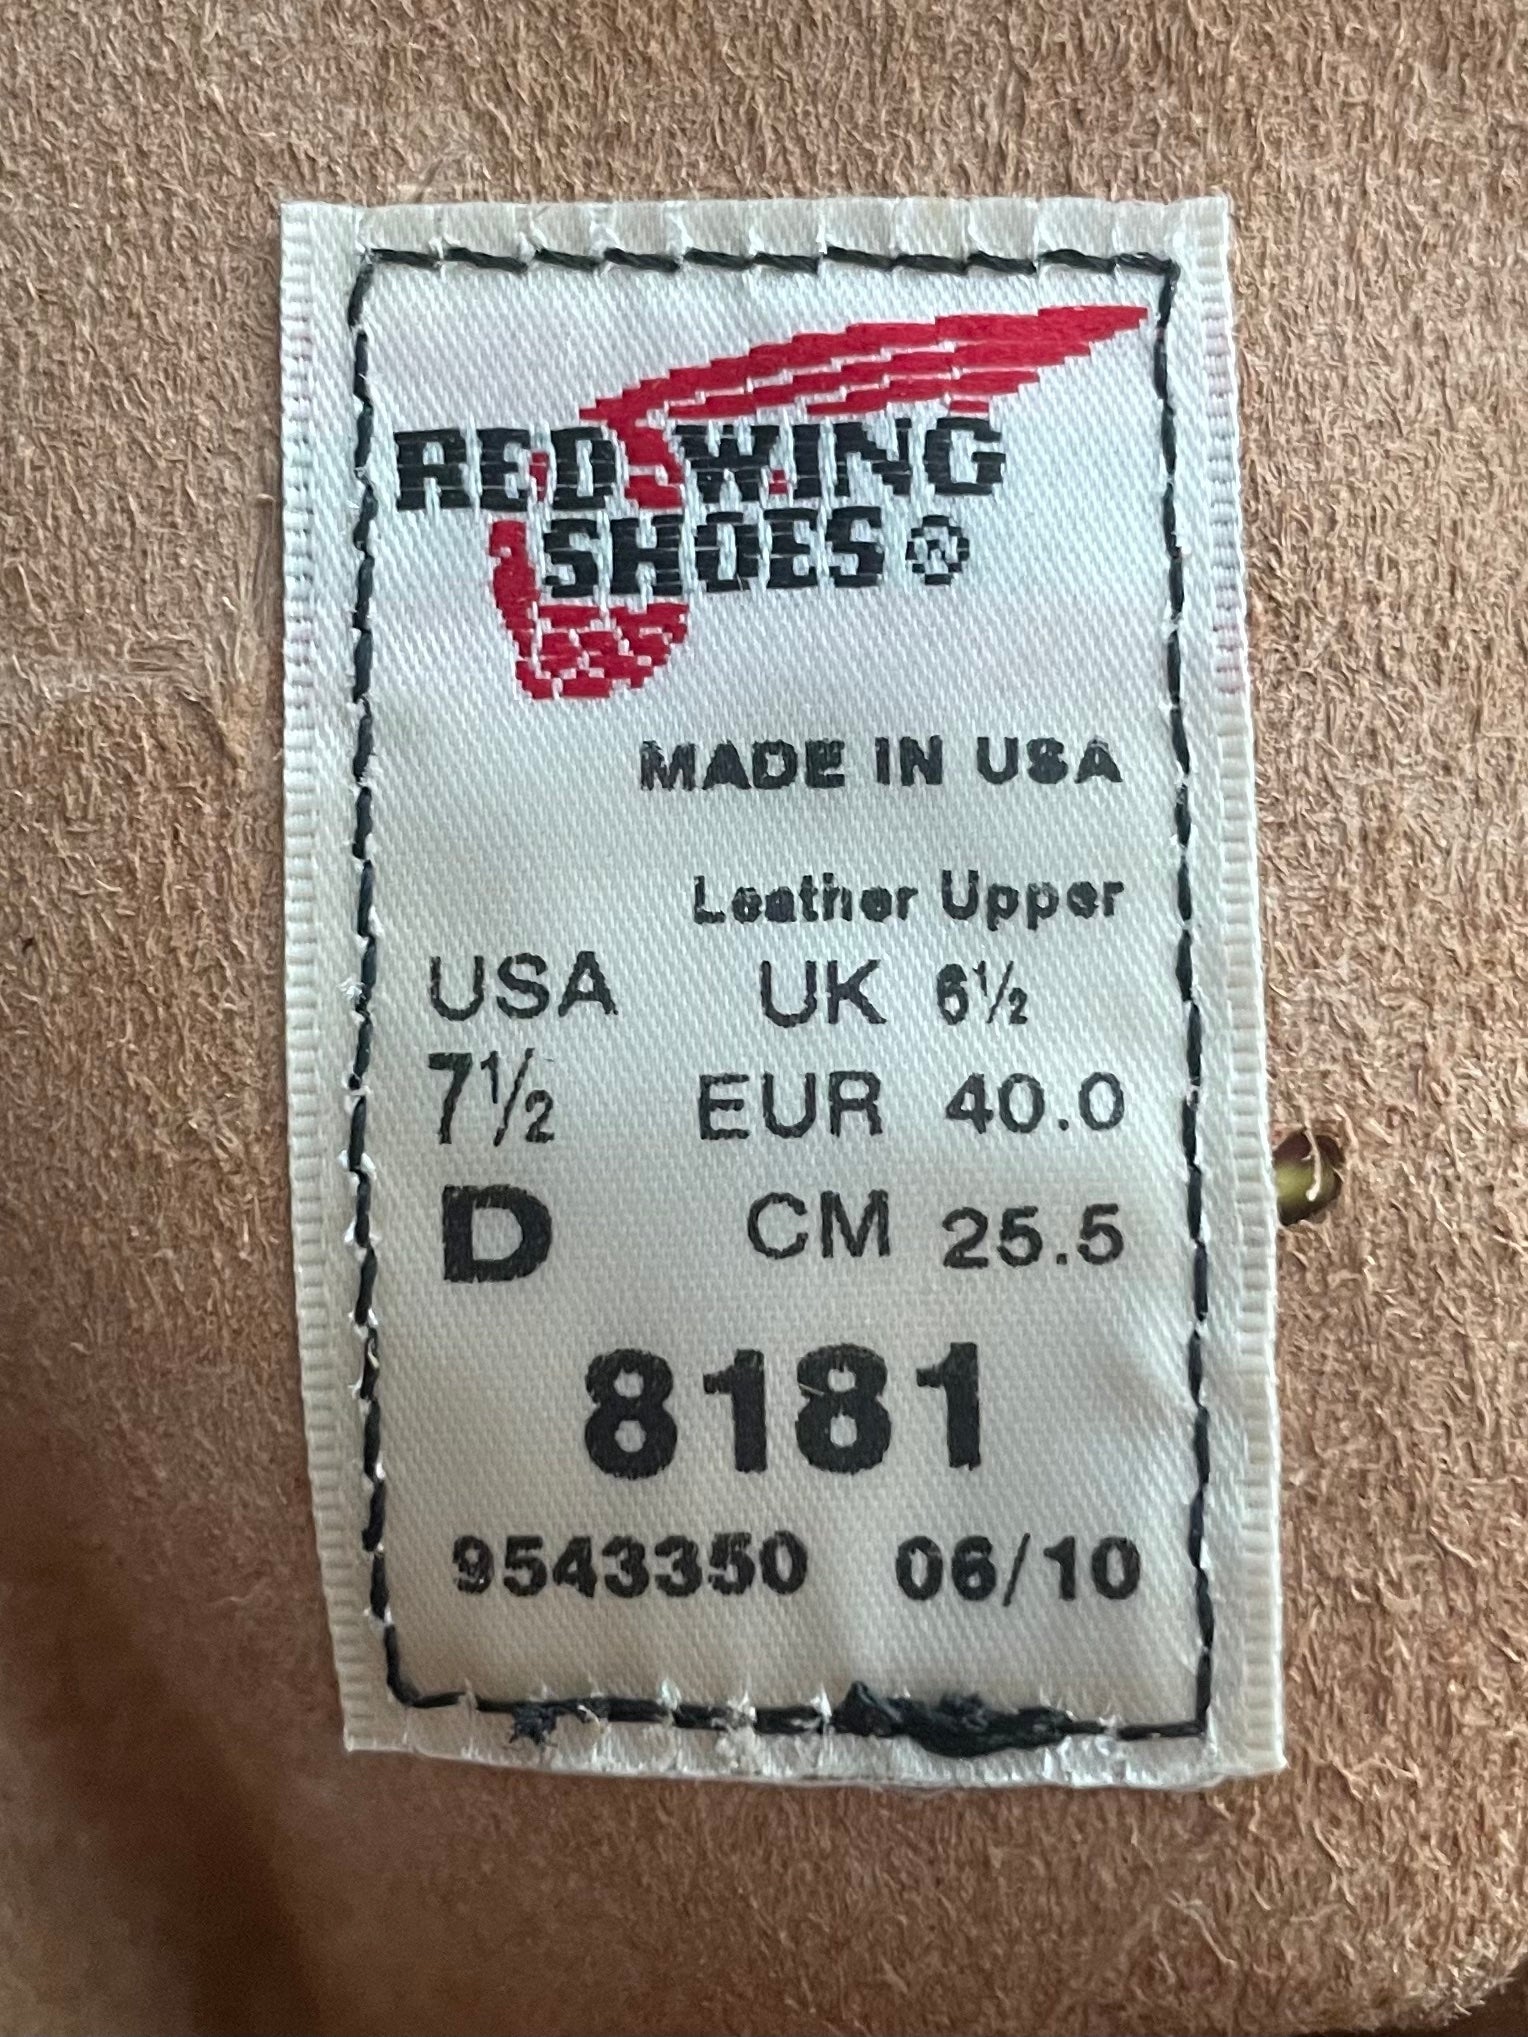 RED WING
SHOES®
MADE IN USA
Leather Upper
USA UK 6½
7½ EUR 40.0
D CM 25.5
8181
9543350 06/10